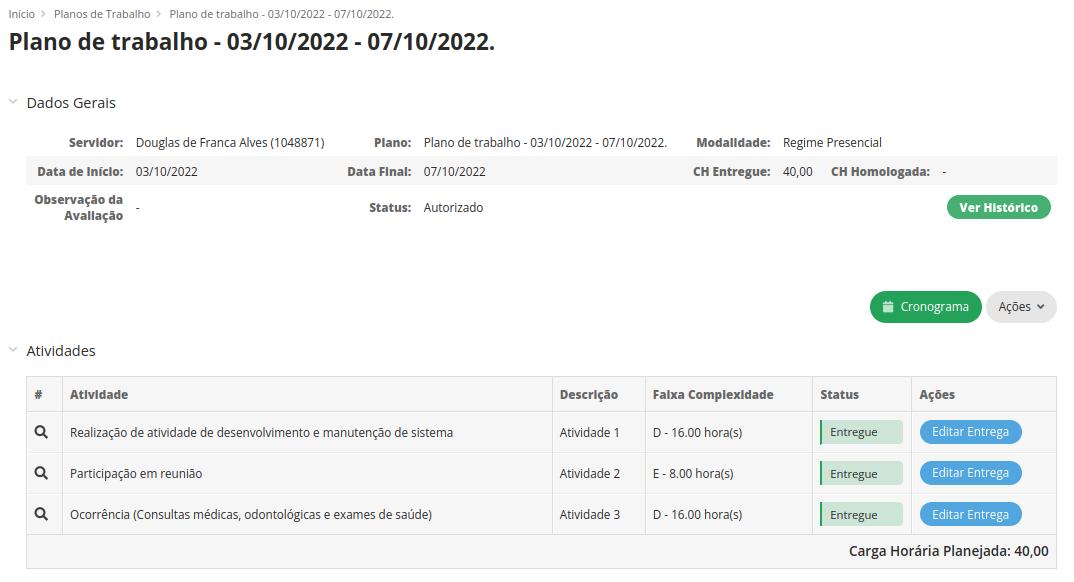 Início > Planos de Trabalho > Plano de trabalho - 03/10/2022 - 07/10/2022.
Plano de trabalho - 03/10/2022 - 07/10/2022.
Dados Gerais
Servidor: Douglas de Franca Alves (1048871) Plano: Plano de trabalho - 03/10/2022 - 07/10/2022. Modalidade: Regime Presencial
Data de Início: 03/10/2022 Data Final: 07/10/2022 CH Entregue: 40,00 CH Homologada: -
Observação da
Avaliação - Status: Autorizado Ver Histórico
Cronograma Ações
Atividades
# Atividade Descrição Faixa Complexidade Status Ações
Realização de atividade de desenvolvimento e manutenção de sistema Atividade 1 D - 16.00 hora(s) Entregue Editar Entrega
Participação em reunião Atividade 2 E - 8.00 hora(s) Entregue Editar Entrega
Ocorrência (Consultas médicas, odontológicas e exames de saúde) Atividade 3 D - 16.00 hora(s) Entregue Editar Entrega
Carga Horária Planejada: 40,00